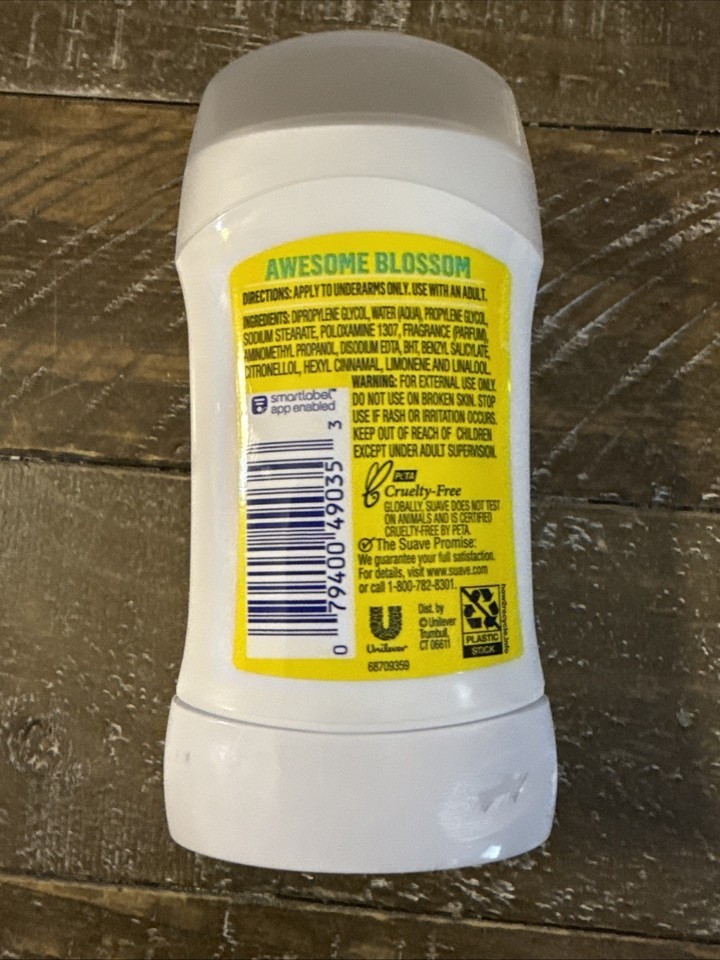 AWESOME BLOSSOM
DIRECTIONS: APPLY TO UNDERARMS ONLY. USE WITH AN ADULT.
INGREDIENTS: DIPROPYLENE GLYCOL, WATER (AQUA), PROPYLENE GLYCOL,
SODIUM STEARATE, POLOXAMINE 1307, FRAGRANCE (PARFUM),
AMINOMETHYL PROPANOL, DISODIUM EDTA, BHT, BENZYL SALICYLATE,
CITRONELLOL, HEXYL CINNAMAL, LIMONENE AND LINALOOL.
WARNING: FOR EXTERNAL USE ONLY.
DO NOT USE ON BROKEN SKIN. STOP
USE IF RASH OR IRRITATION OCCURS.
KEEP OUT OF REACH OF CHILDREN
EXCEPT UNDER ADULT SUPERVISION.
smartlabel™
app enabled
0 79400 49035 3
PETA
Cruelty-Free
GLOBALLY, SUAVE DOES NOT TEST
ON ANIMALS AND IS CERTIFIED
CRUELTY-FREE BY PETA.
The Suave Promise:
We guarantee your full satisfaction.
For details, visit www.suave.com
or call 1-800-782-8301.
Unilever
Dist. by
© Unilever
Trumbull,
CT 06611
PLASTIC
STICK
how2recycle.info
68709359